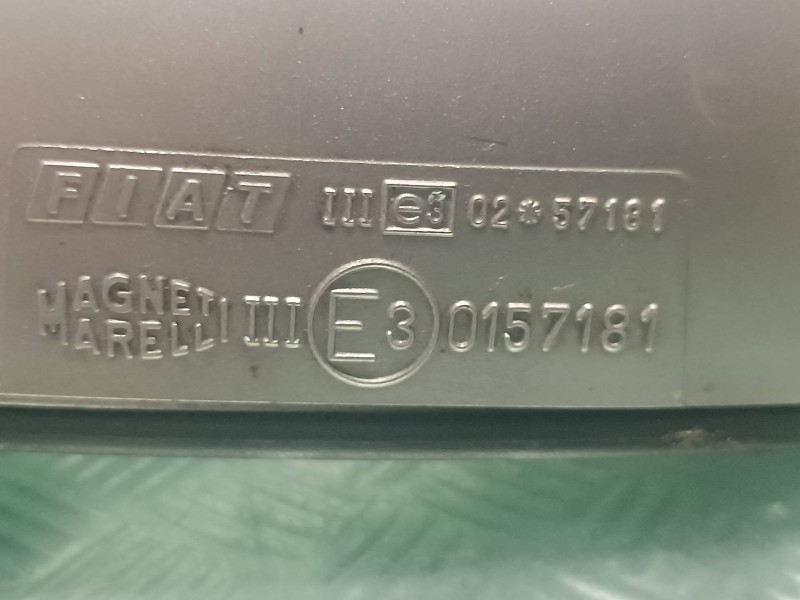 FIAT III e3 02*57181
MAGNETI MARELLI III E3 0157181